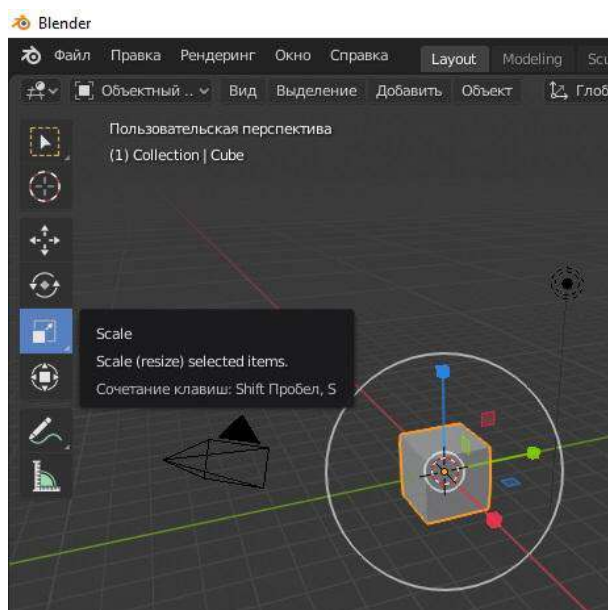 Blender
Файл Правка Рендеринг Окно Справка Layout Modeling Scu
Объектный .. Вид Выделение Добавить Объект Глоб
Пользовательская перспектива
(1) Collection | Cube
Scale
Scale (resize) selected items.
Сочетание клавиш: Shift Пробел, S